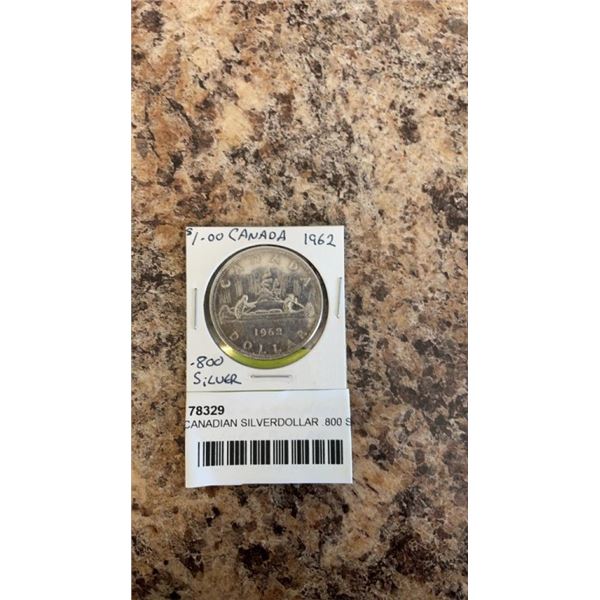 $1.00 CANADA 1962
CANADA
1962
DOLLAR
.800
SILVER
78329
CANADIAN SILVERDOLLAR .800 S